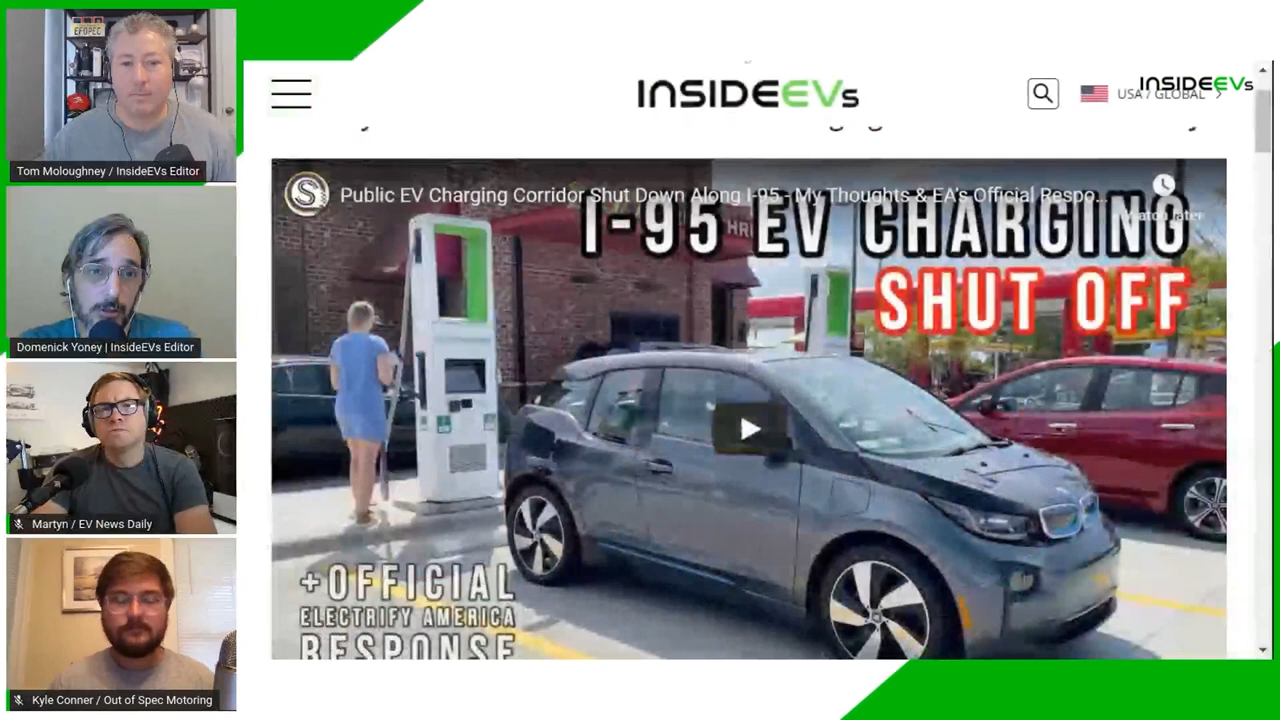 EFOPEC
Tom Moloughney / InsideEVs Editor
Domenick Yoney | InsideEVs Editor
Martyn / EV News Daily
Kyle Conner / Out of Spec Motoring
INSIDEEVs
USA / GLOBAL
INSIDEEVs
Public EV Charging Corridor Shut Down Along I-95 - My Thoughts & EA's Official Respo...
Watch later
I-95 EV CHARGING
SHUT OFF
+OFFICIAL
ELECTRIFY AMERICA
RESPONSE